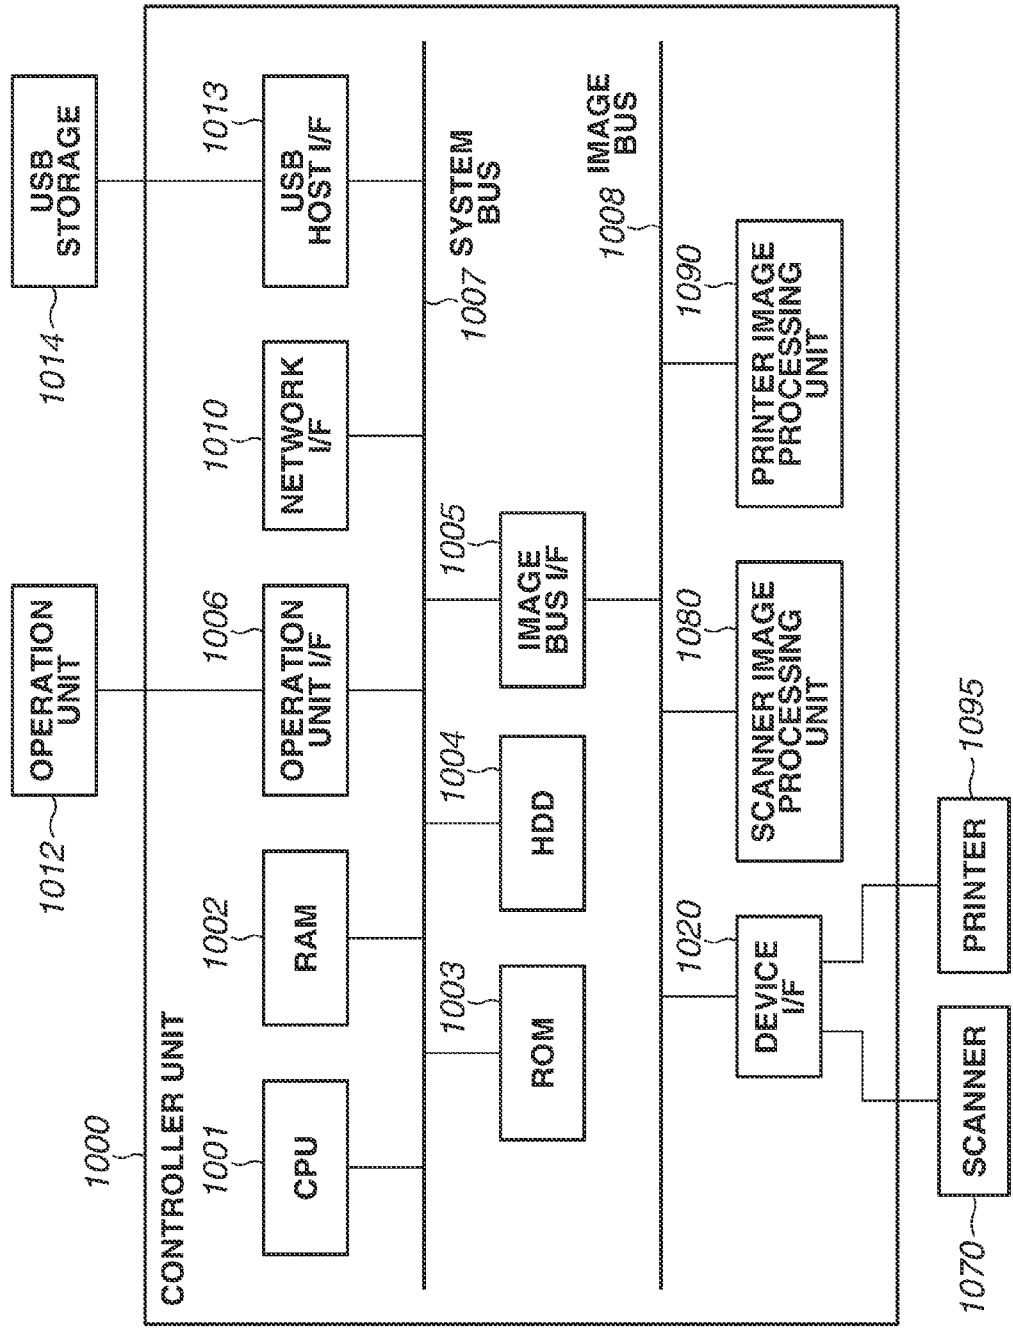 1012
OPERATION
UNIT
1014
USB
STORAGE
1000
CONTROLLER UNIT
1001
CPU
1002
RAM
1006
OPERATION
UNIT I/F
1010
NETWORK
I/F
1013
USB
HOST I/F
1007
SYSTEM
BUS
1003
ROM
1004
HDD
1005
IMAGE
BUS I/F
1008
IMAGE
BUS
1020
DEVICE
I/F
1080
SCANNER IMAGE
PROCESSING
UNIT
1090
PRINTER IMAGE
PROCESSING
UNIT
1070
SCANNER
PRINTER
1095